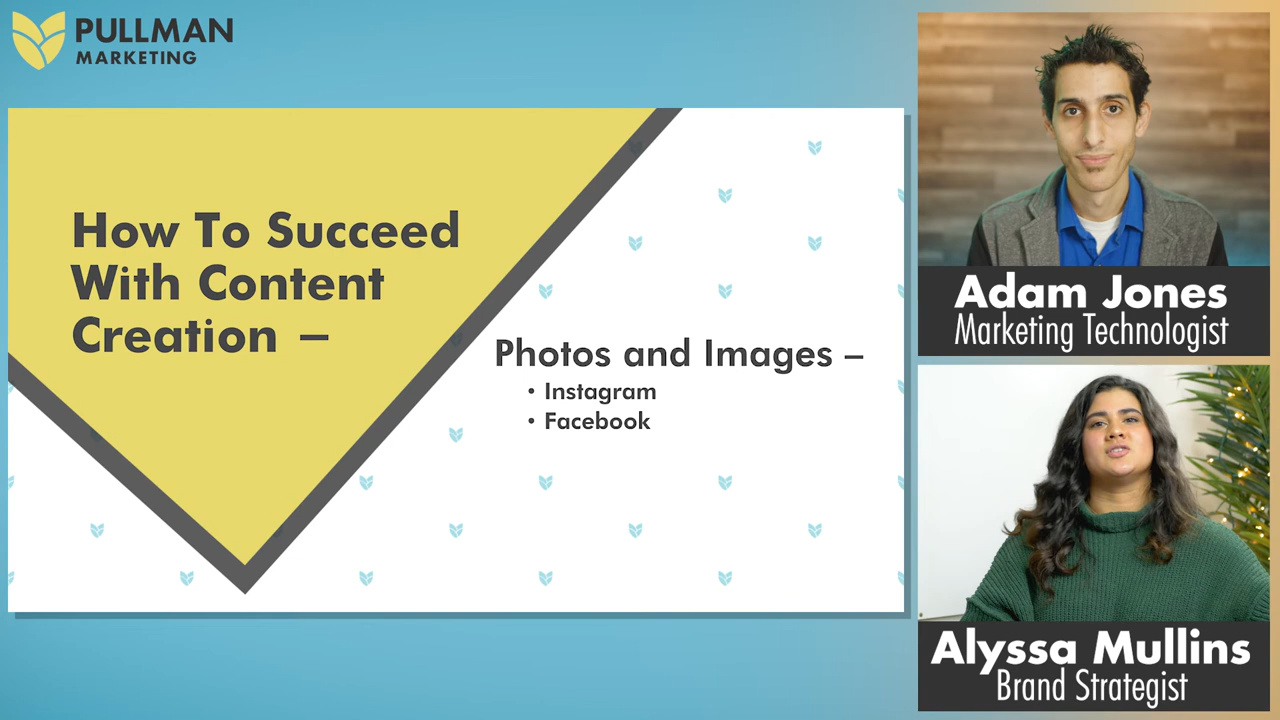 PULLMAN
MARKETING
How To Succeed
With Content
Creation –
Photos and Images –
• Instagram
• Facebook
Adam Jones
Marketing Technologist
Alyssa Mullins
Brand Strategist